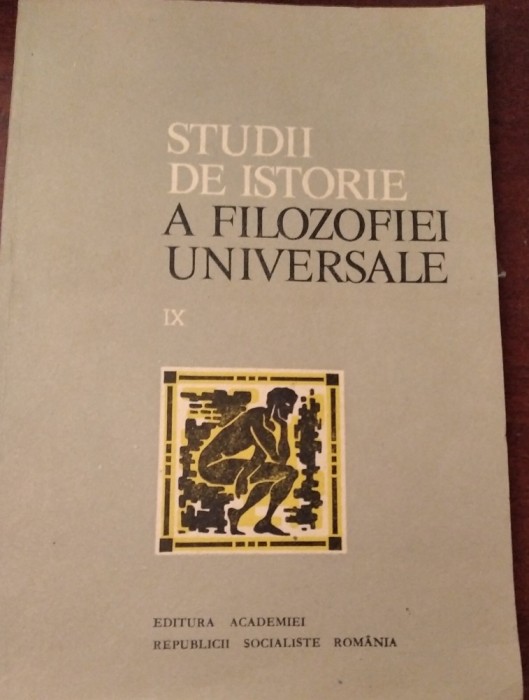 STUDII
DE ISTORIE
A FILOZOFIEI
UNIVERSALE
IX
EDITURA ACADEMIEI
REPUBLICII SOCIALISTE ROMÂNIA